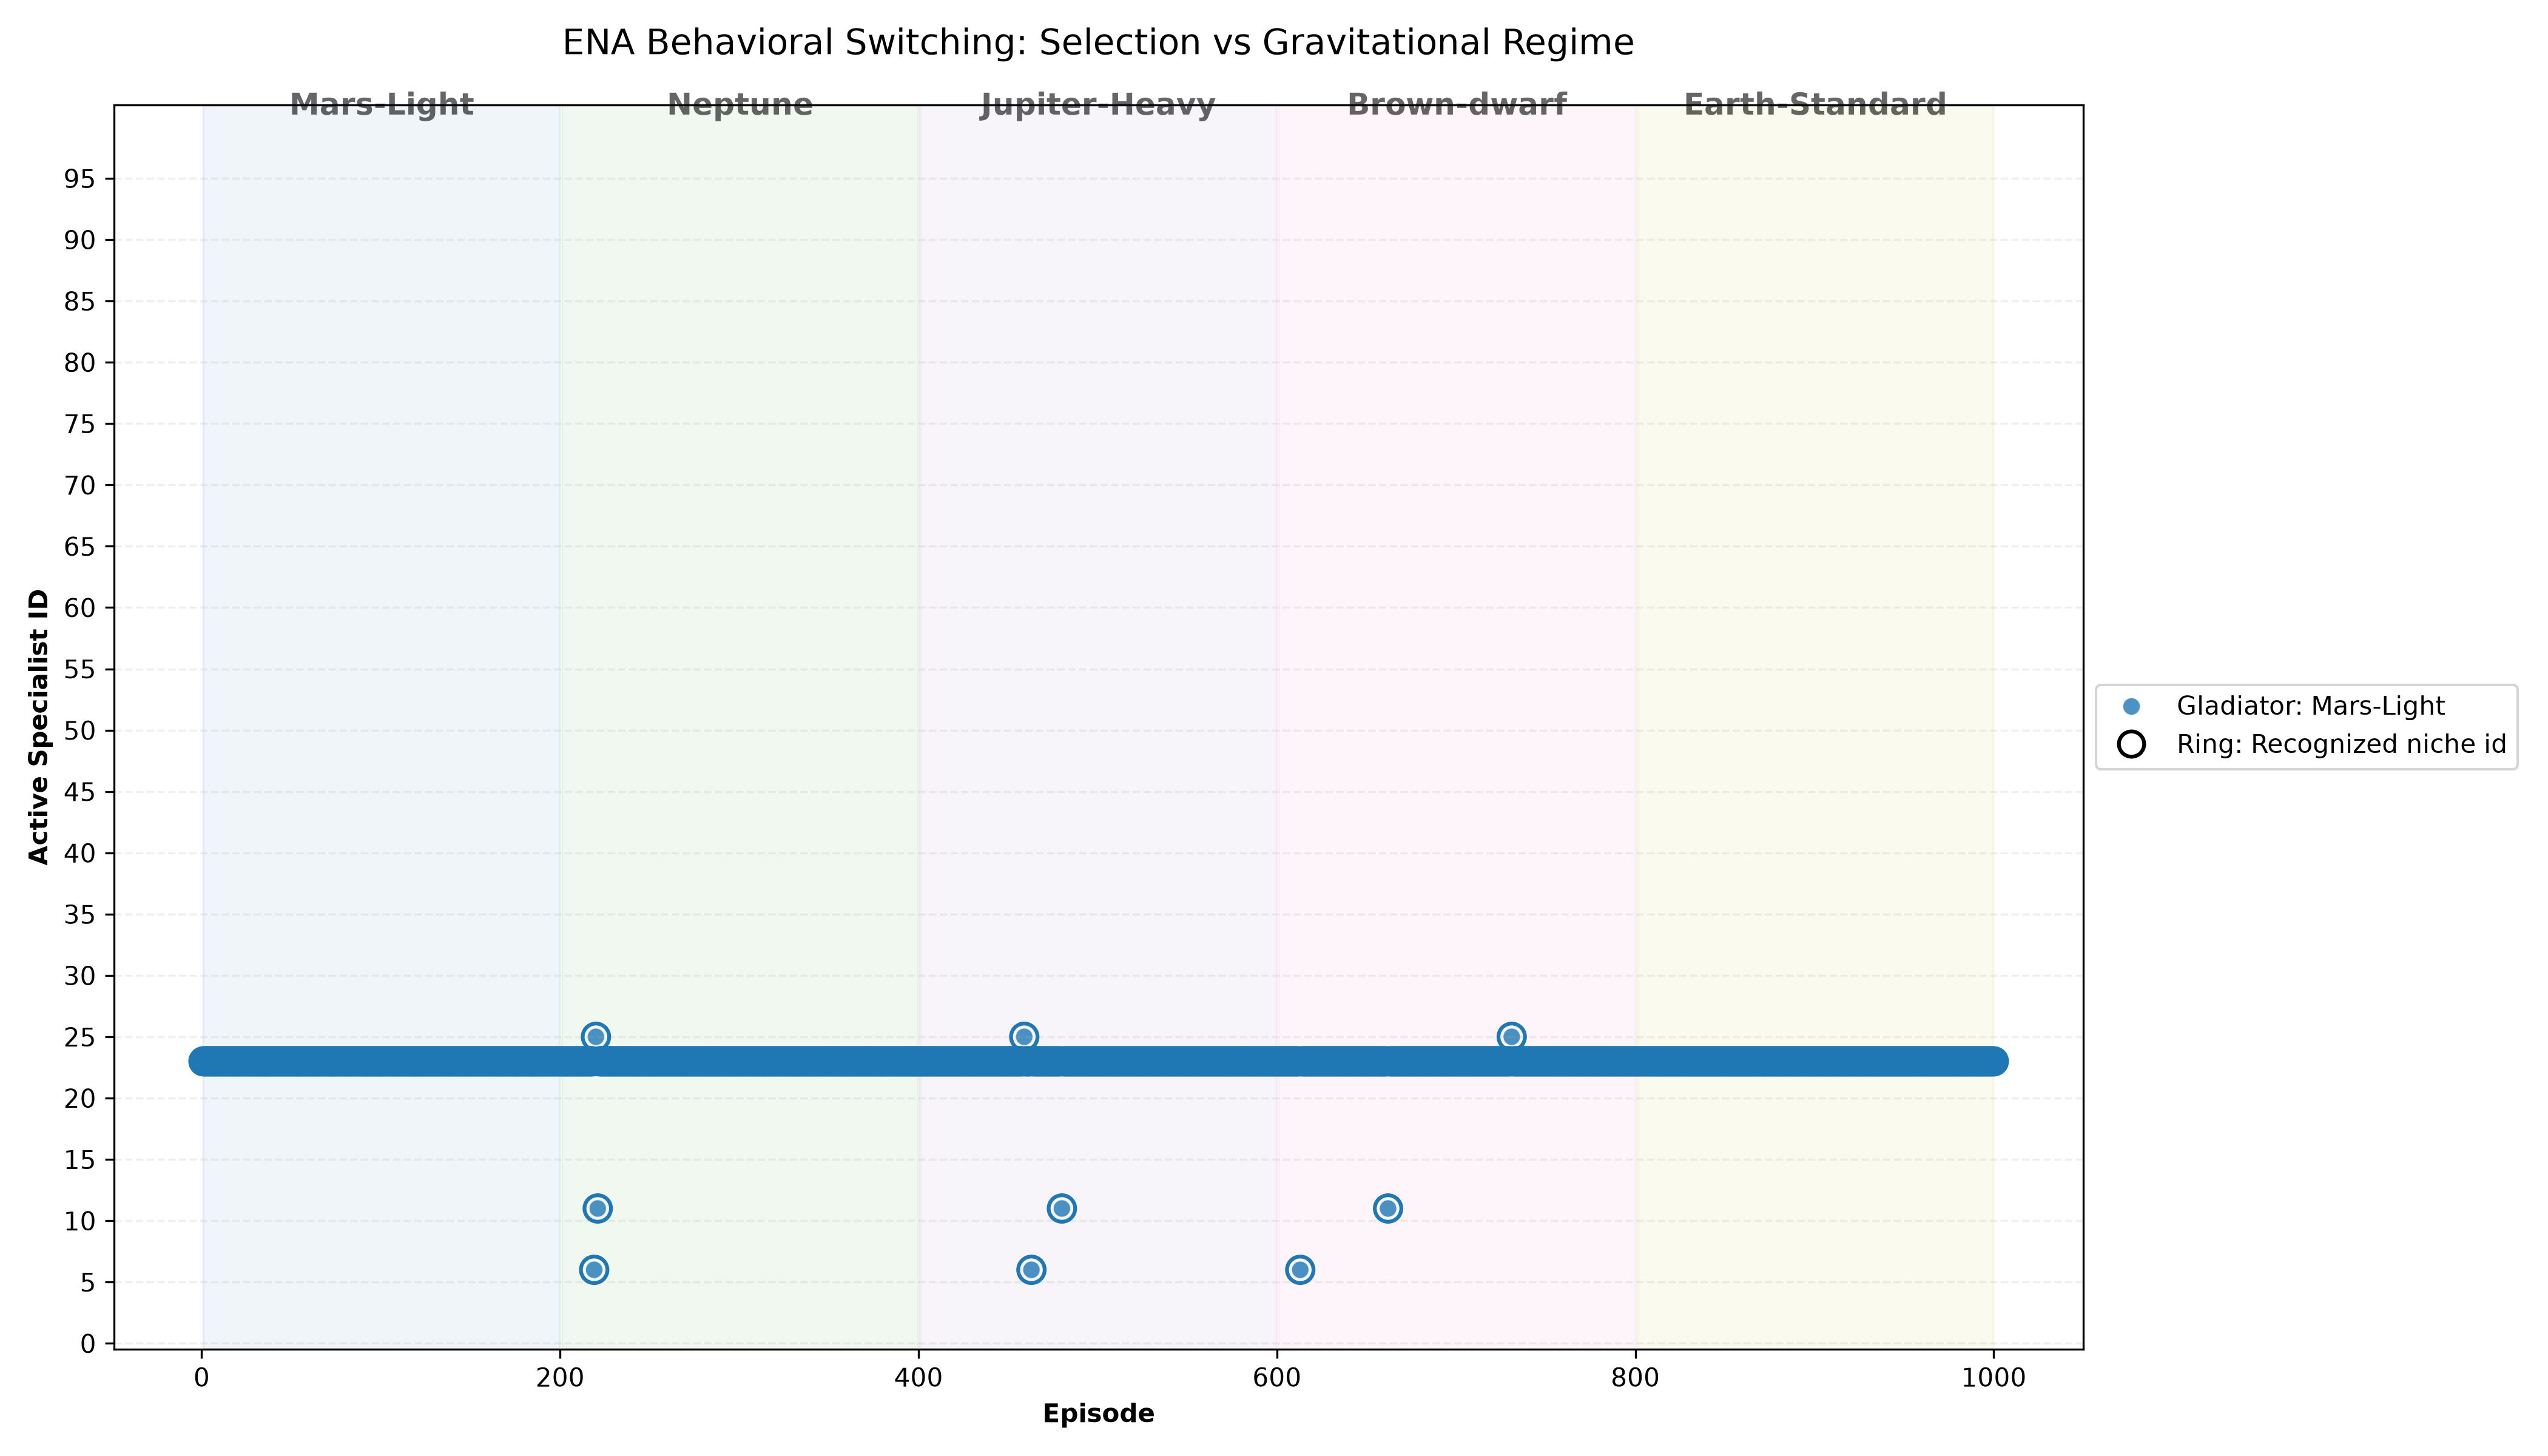 ENA Behavioral Switching: Selection vs Gravitational Regime
Mars-Light Neptune Jupiter-Heavy Brown-dwarf Earth-Standard
95
90
85
80
75
70
65
60
55
50
45
40
35
30
25
20
15
10
5
0
Active Specialist ID
Gladiator: Mars-Light
Ring: Recognized niche id
0 200 400 600 800 1000
Episode